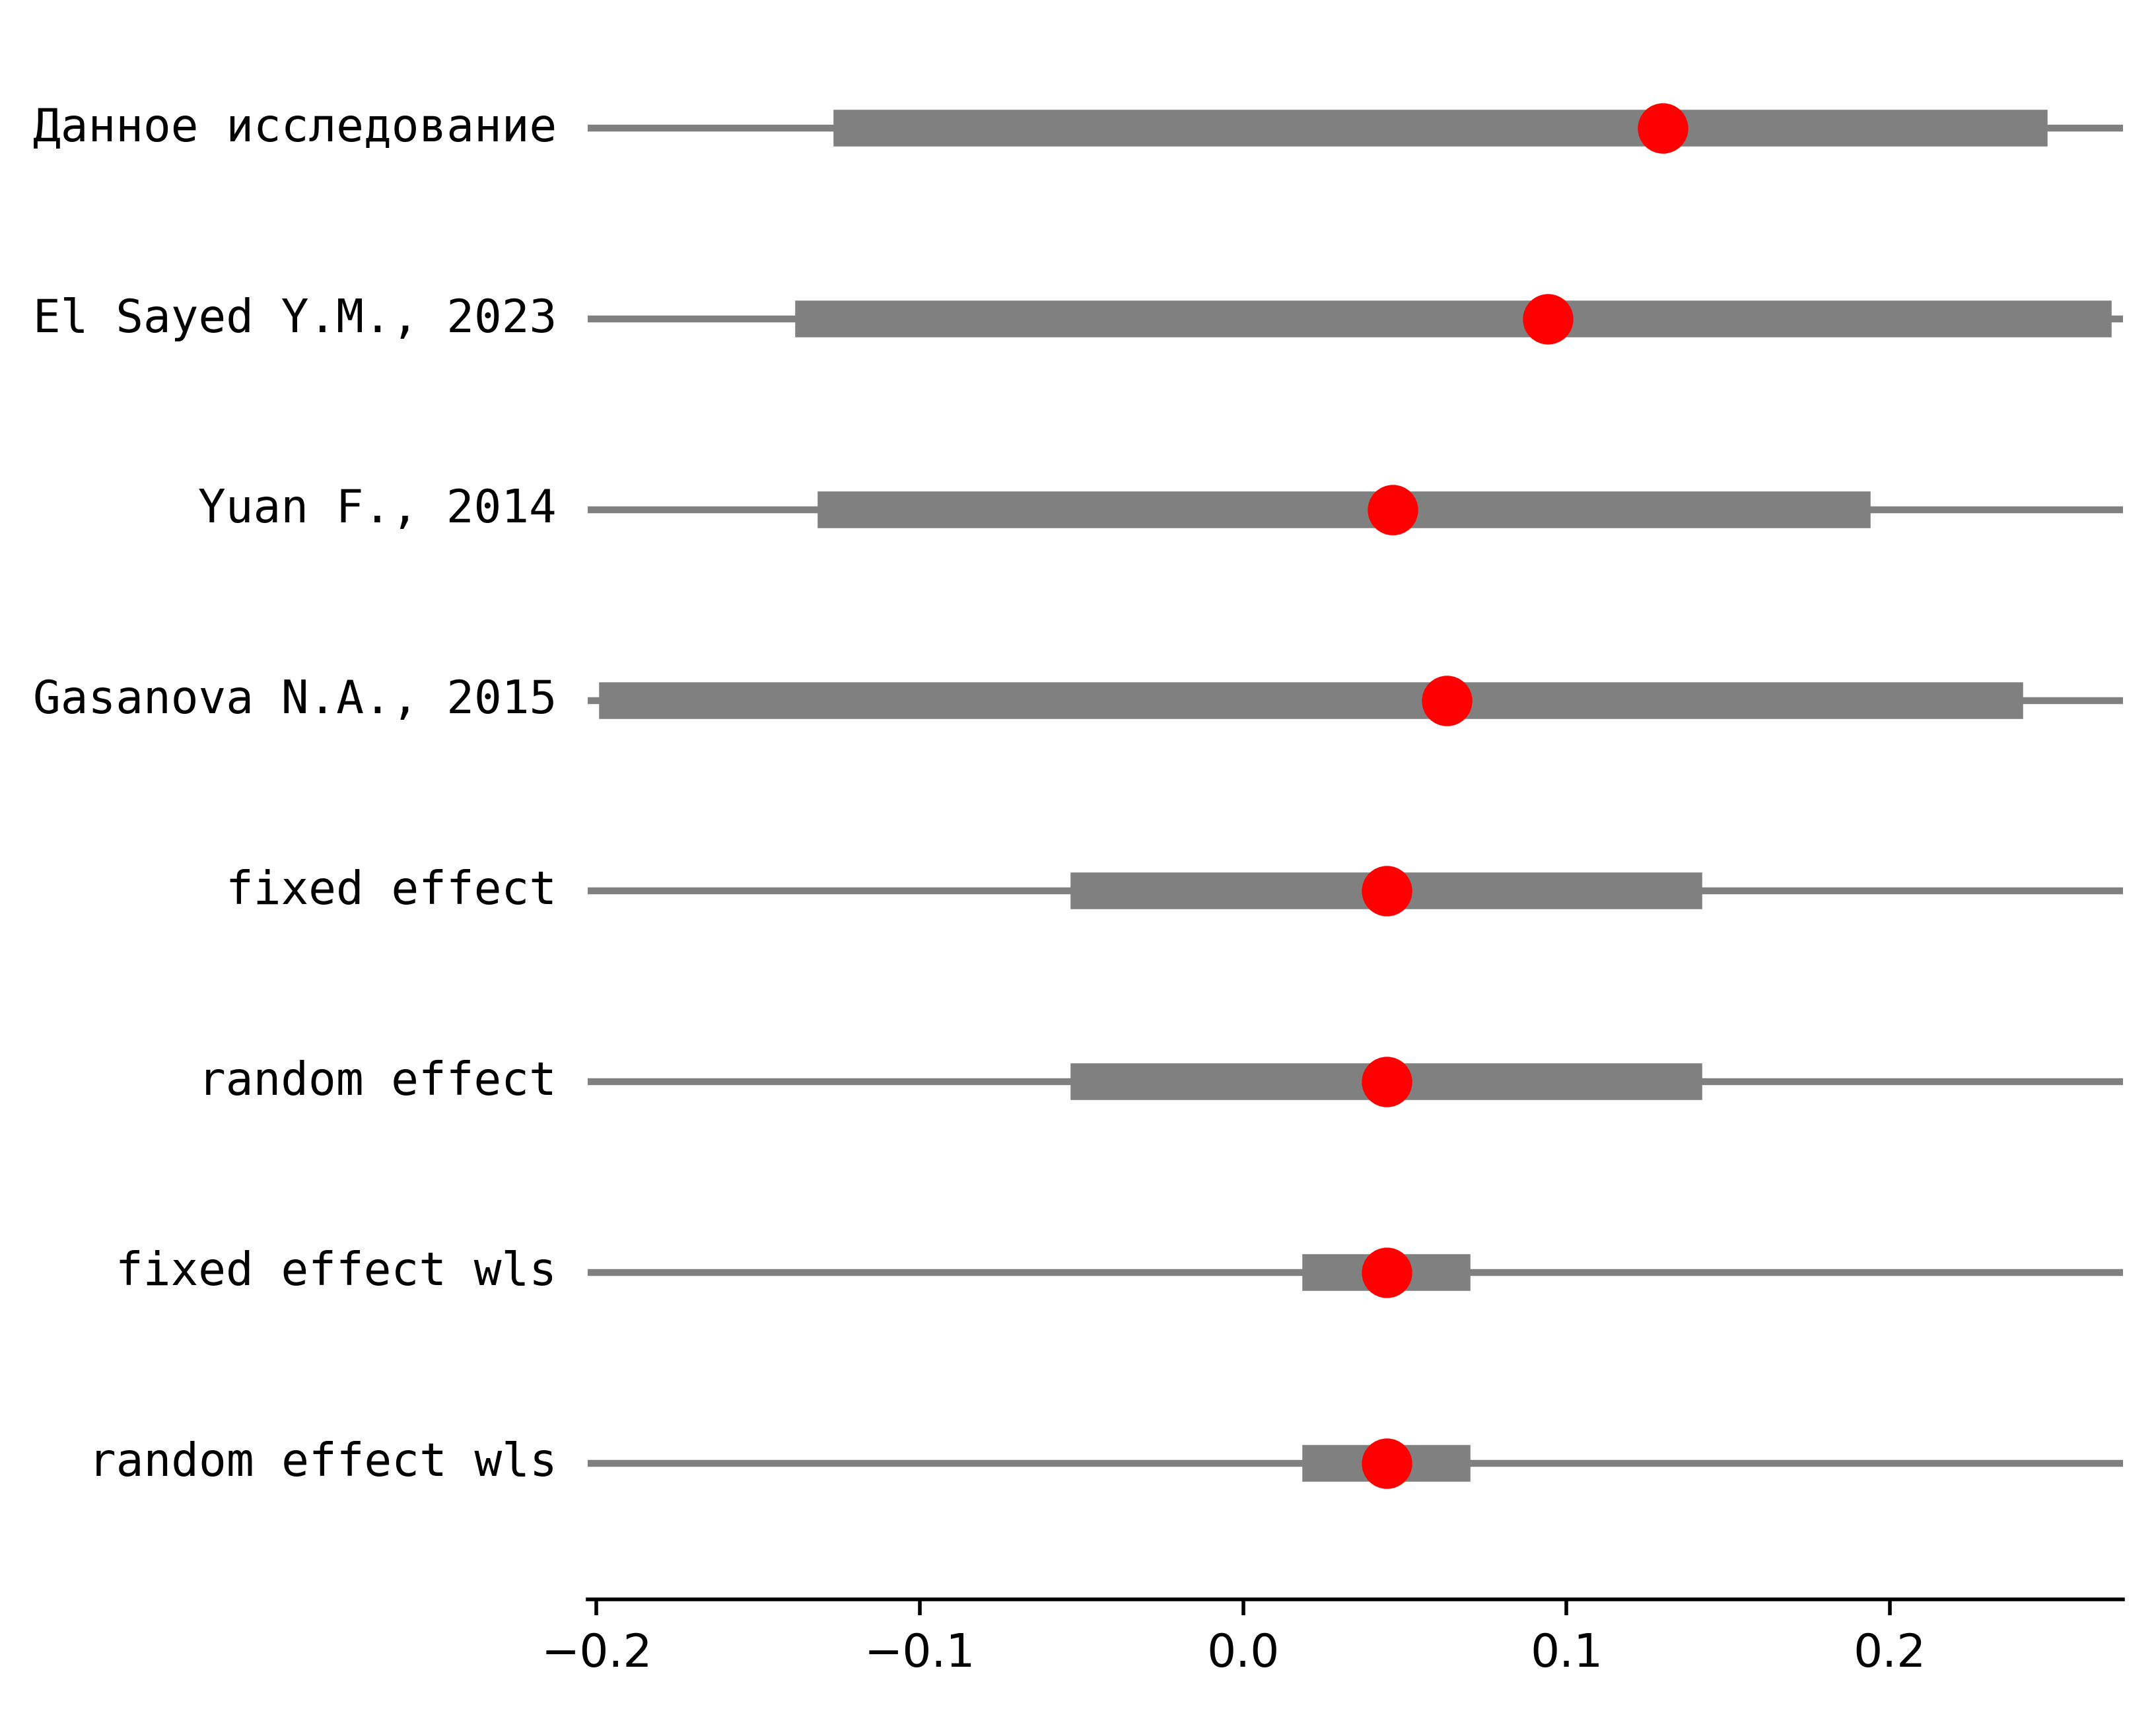 Данное исследование
El Sayed Y.M., 2023
Yuan F., 2014
Gasanova N.A., 2015
fixed effect
random effect
fixed effect wls
random effect wls
−0.2 −0.1 0.0 0.1 0.2